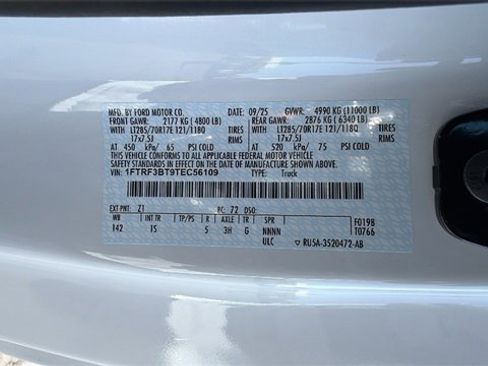 MFD. BY FORD MOTOR CO. 09/25 GVWR: 4990 KG (11000 LB)
FRONT GAWR: 2177 KG (4800 LB) REAR GAWR: 2876 KG (6340 LB)
WITH LT285/70R17E 121/118Q TIRES WITH LT285/70R17E 121/118Q TIRES
17x7.5J RIMS 17x7.5J RIMS
AT 450 kPa/ 65 PSI COLD AT 520 kPa/ 75 PSI COLD
THIS VEHICLE CONFORMS TO ALL APPLICABLE FEDERAL MOTOR VEHICLE
SAFETY STANDARDS IN EFFECT ON THE DATE OF MANUFACTURE SHOWN ABOVE.
VIN: 1FTRF3BT9TEC56109 TYPE: Truck
EXT PNT: Z1 RC: 72 DSO:
WB INT TR TP/PS R AXLE TR SPR F0198
142 1S 5 3H G NNNN T0766
ULC RU5A-3520472-AB